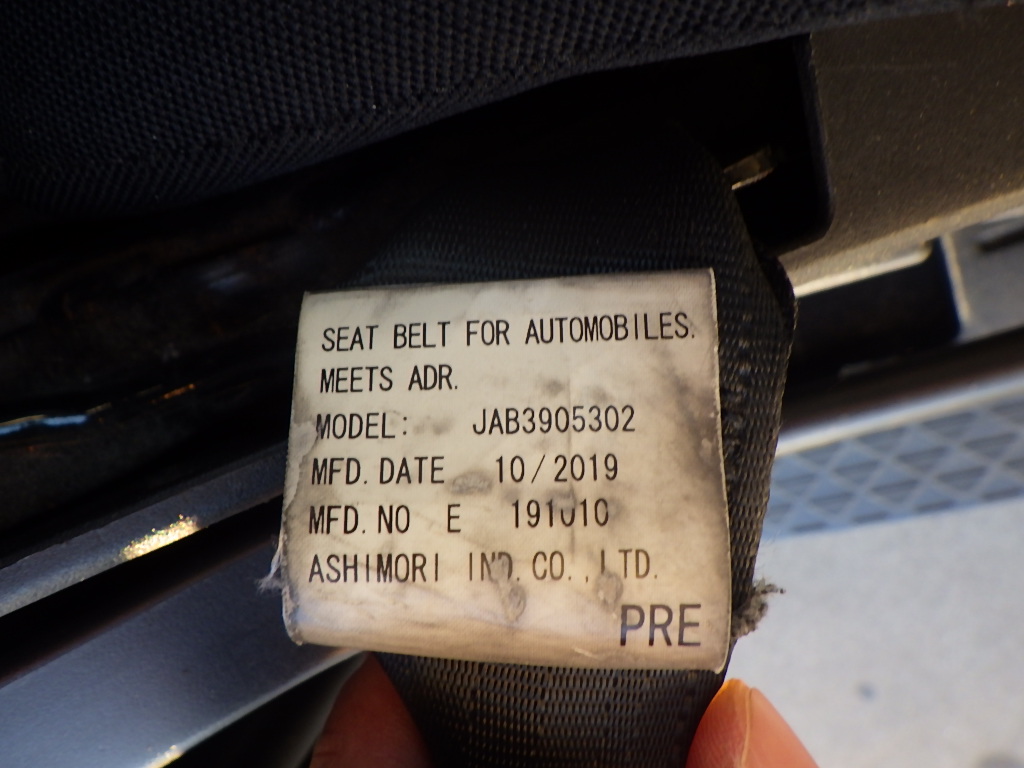 SEAT BELT FOR AUTOMOBILES.
MEETS ADR.
MODEL: JAB3905302
MFD. DATE 10/2019
MFD. NO E 191010
ASHIMORI IND. CO., LTD.
PRE